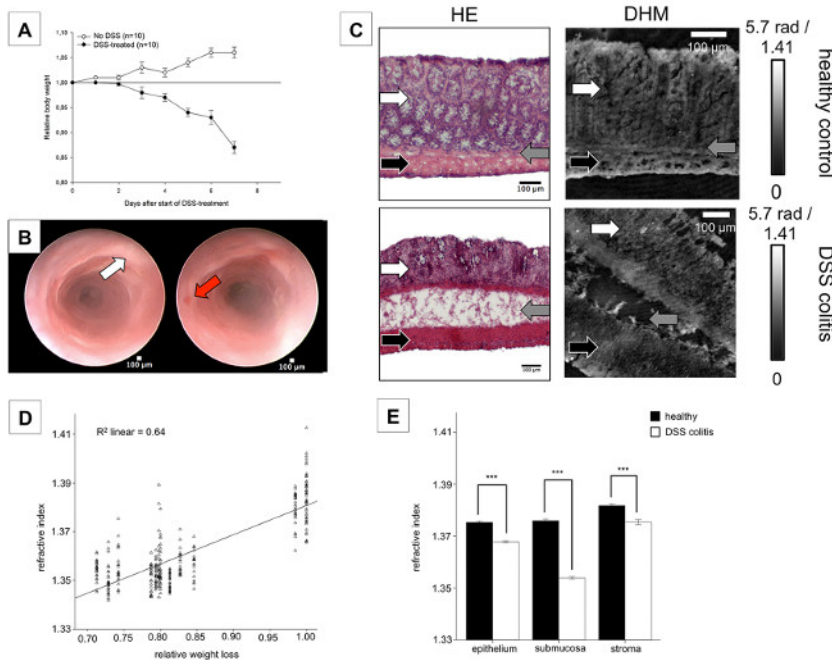 A
No DSS (n=10)
DSS-treated (n=10)
Relative body weight
1,10
1,05
1,00
0,95
0,90
0,85
0,80
0 2 4 6 8
Days after start of DSS-treatment
B
100 µm
100 µm
C
HE
DHM
100 µm
100 µm
5.7 rad /
1.41
0
healthy control
100 µm
100 µm
5.7 rad /
1.41
0
DSS colitis
D
R² linear = 0.64
refractive index
1.41
1.39
1.37
1.35
1.33
0.70 0.75 0.80 0.85 0.90 0.95 1.00
relative weight loss
E
healthy
DSS colitis
refractive index
1.41
1.39
1.37
1.35
1.33
*** *** ***
epithelium submucosa stroma